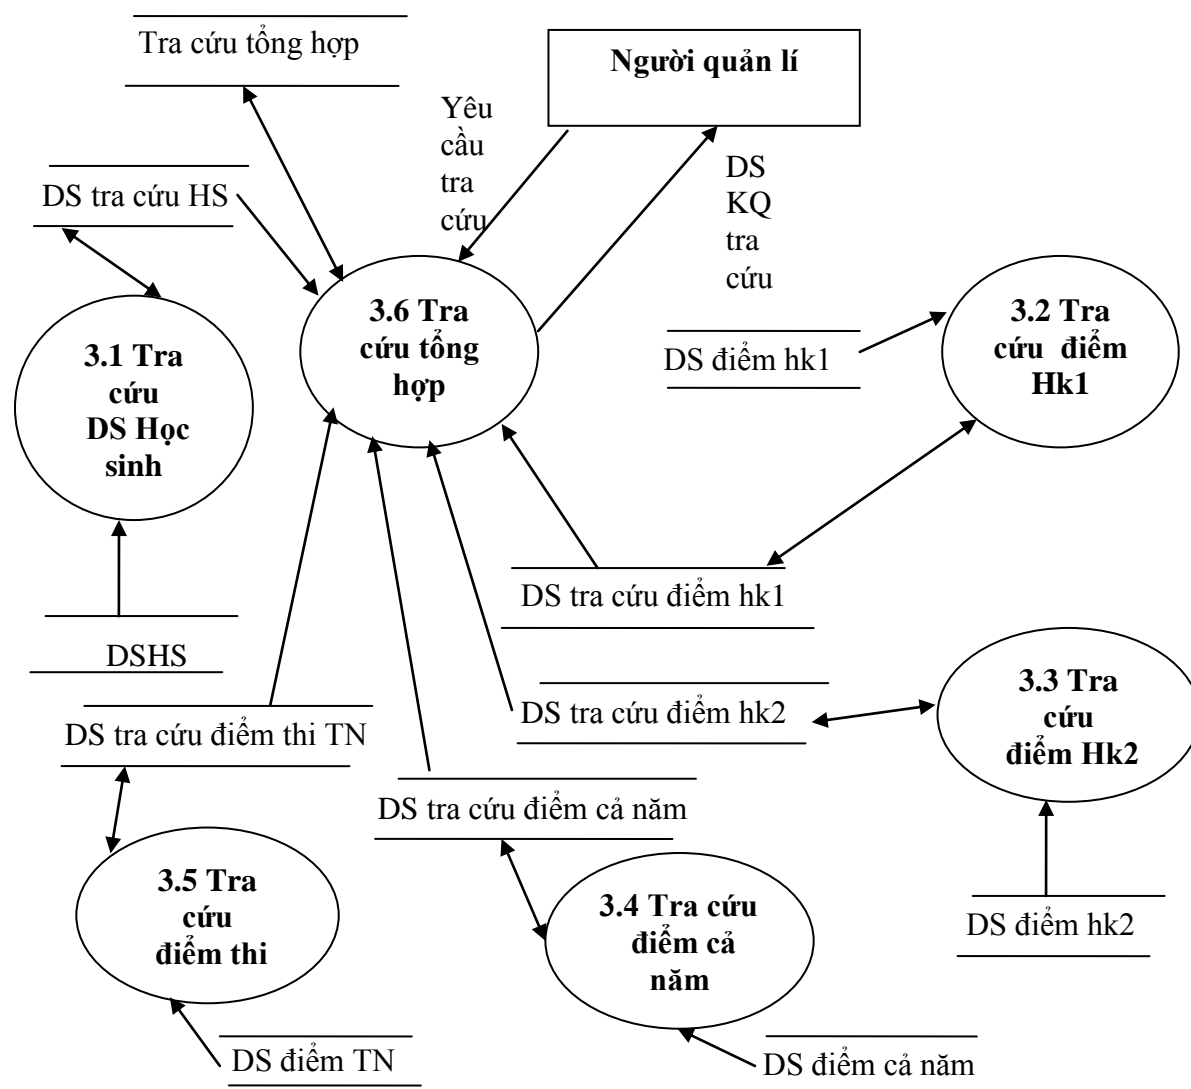 Tra cứu tổng hợp
Người quản lí
Yêu
cầu
tra
cứu
DS
KQ
tra
cứu
DS tra cứu HS
3.6 Tra
cứu tổng
hợp
3.2 Tra
cứu điểm
Hk1
3.1 Tra
cứu
DS Học
sinh
DS điểm hk1
DS tra cứu điểm hk1
DSHS
DS tra cứu điểm thi TN
DS tra cứu điểm hk2
3.3 Tra
cứu
điểm Hk2
DS tra cứu điểm cả năm
3.5 Tra
cứu
điểm thi
3.4 Tra cứu
điểm cả
năm
DS điểm hk2
DS điểm TN
DS điểm cả năm